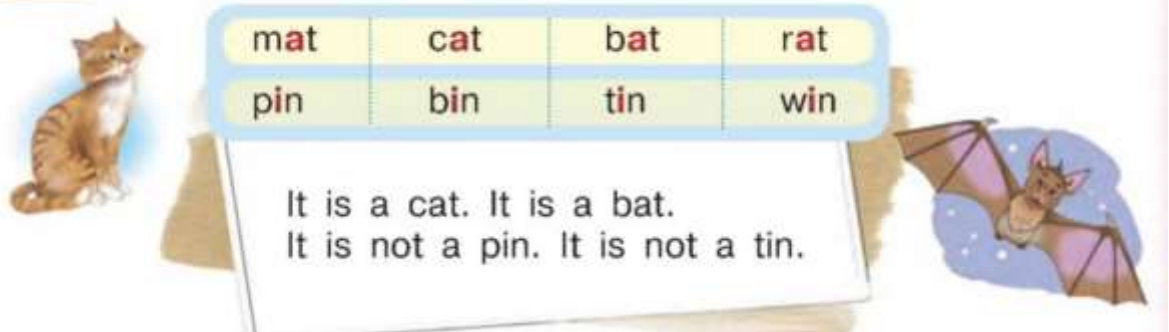 mat cat bat rat
pin bin tin win
It is a cat. It is a bat.
It is not a pin. It is not a tin.